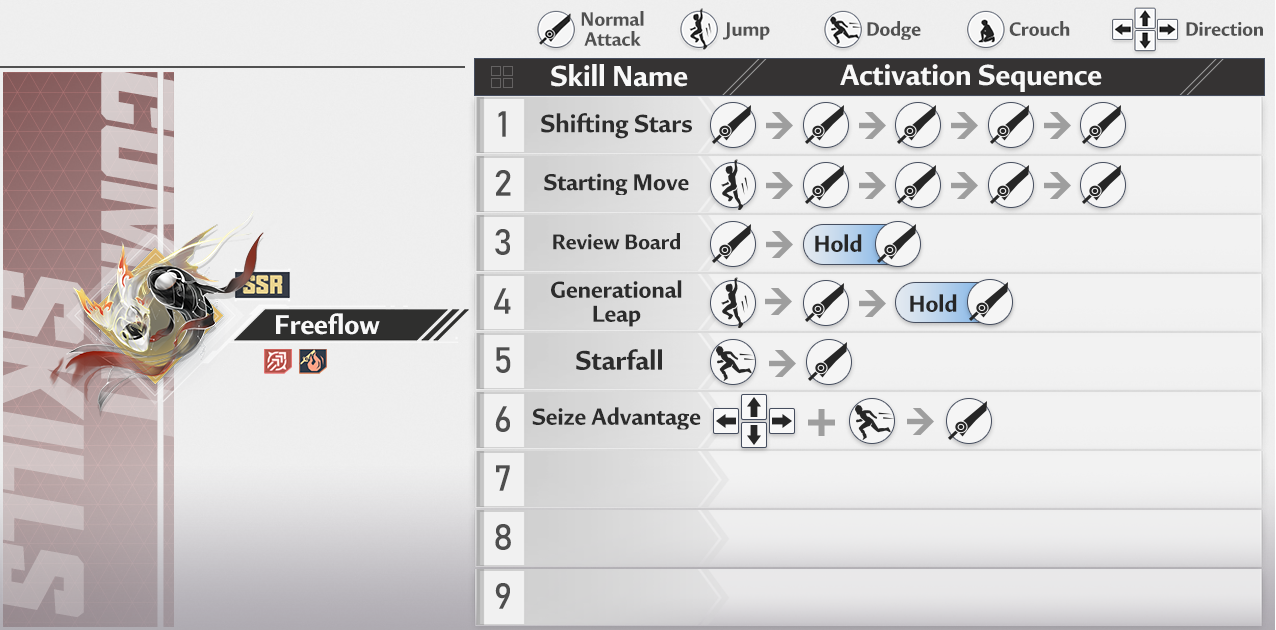 Normal
Attack
Jump
Dodge
Crouch
Direction
Skill Name
Activation Sequence
1
Shifting Stars
2
Starting Move
3
Review Board
Hold
4
Generational
Leap
Hold
5
Starfall
6
Seize Advantage
7
8
9
SSR
Freeflow
SKILLS